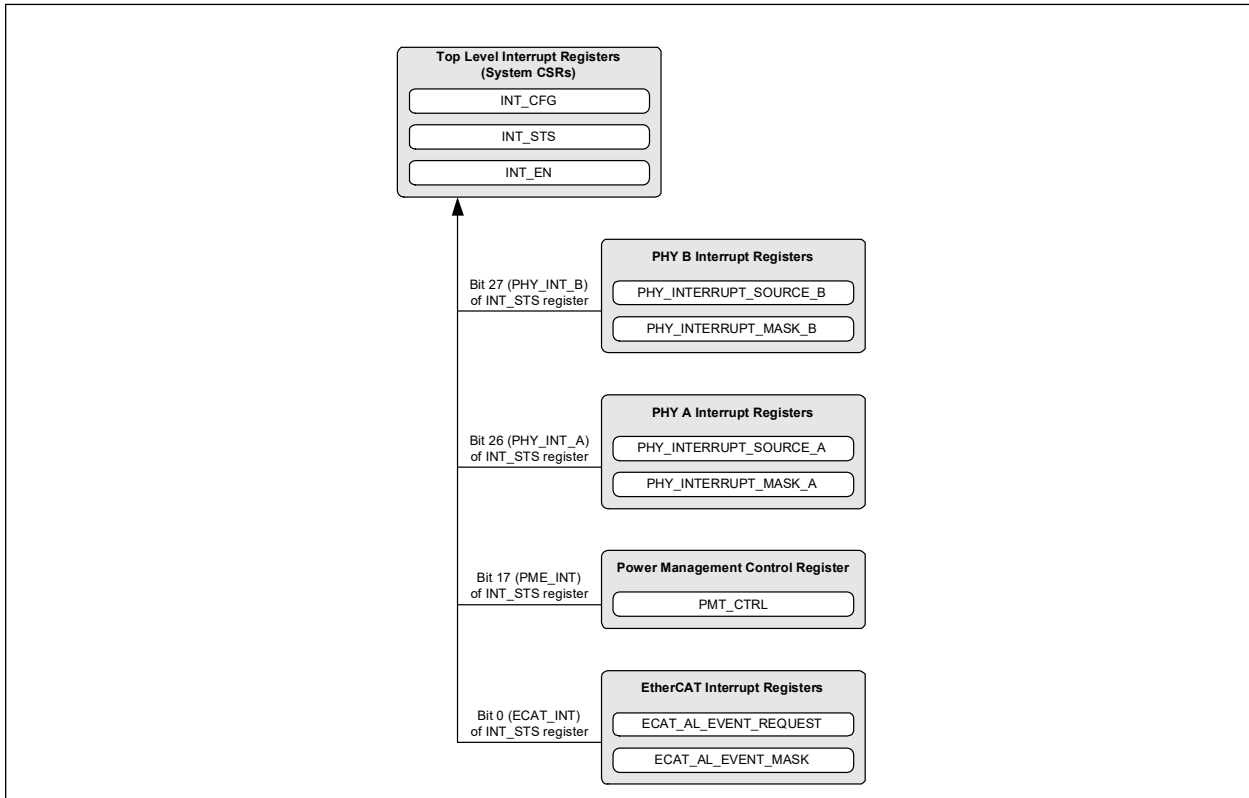 Top Level Interrupt Registers
(System CSRs)
INT_CFG
INT_STS
INT_EN
PHY B Interrupt Registers
Bit 27 (PHY_INT_B)
of INT_STS register
PHY_INTERRUPT_SOURCE_B
PHY_INTERRUPT_MASK_B
PHY A Interrupt Registers
Bit 26 (PHY_INT_A)
of INT_STS register
PHY_INTERRUPT_SOURCE_A
PHY_INTERRUPT_MASK_A
Power Management Control Register
Bit 17 (PME_INT)
of INT_STS register
PMT_CTRL
EtherCAT Interrupt Registers
Bit 0 (ECAT_INT)
of INT_STS register
ECAT_AL_EVENT_REQUEST
ECAT_AL_EVENT_MASK